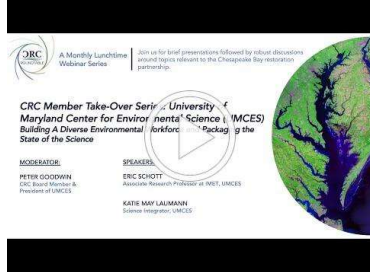 CRC
ROUNDTABLE
A Monthly Lunchtime
Webinar Series
Join us for brief presentations followed by robust discussions
around topics relevant to the Chesapeake Bay restoration
partnership.
CRC Member Take-Over Series: University of
Maryland Center for Environmental Science (UMCES)
Building A Diverse Environmental Workforce and Packaging the
State of the Science
MODERATOR:
SPEAKERS
PETER GOODWIN
CRC Board Member &
President of UMCES
ERIC SCHOTT
Associate Research Professor at IMET, UMCES
KATIE MAY LAUMANN
Science Integrator, UMCES